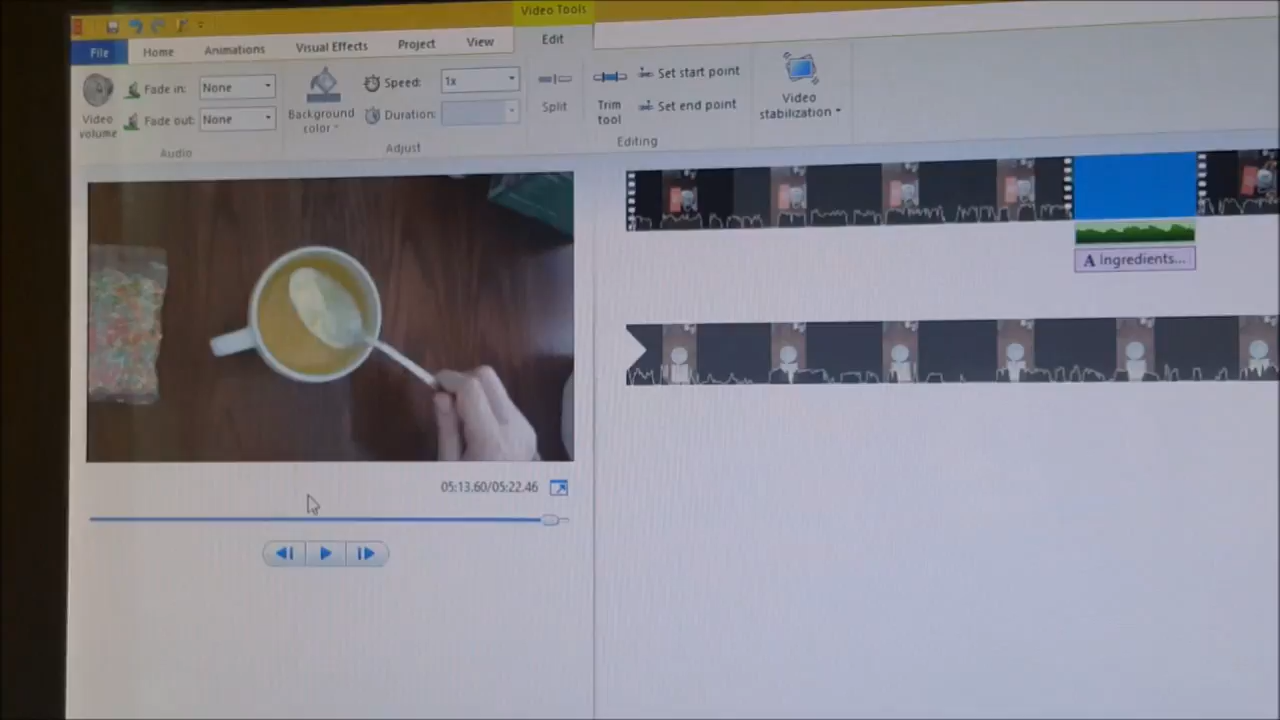 Video Tools
File Home Animations Visual Effects Project View Edit
Fade in: None Speed: 1x Set start point
Video volume Fade out: None Background color Duration: Split Trim tool Set end point Video stabilization
Audio Adjust Editing
A Ingredients...
05:13.60/05:22.46